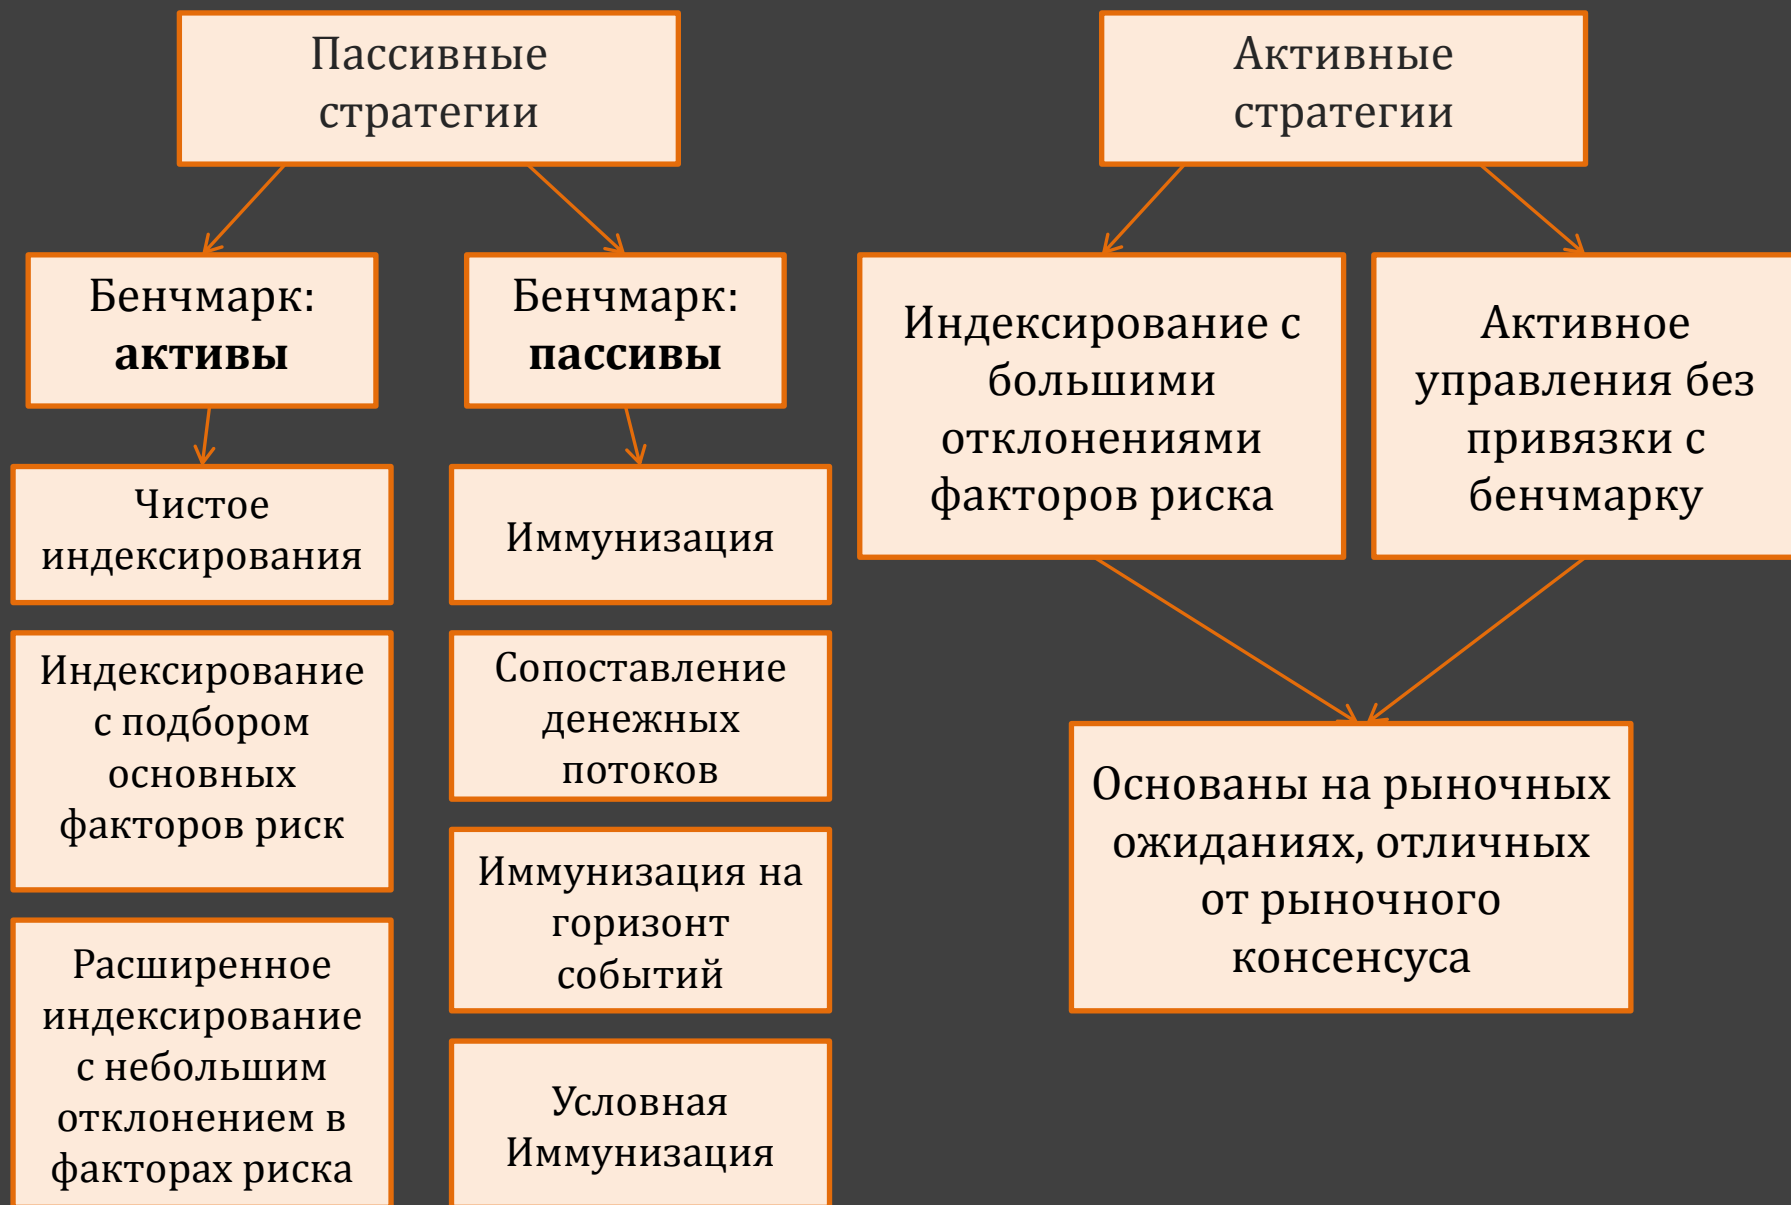 Пассивные
стратегии
Активные
стратегии
Бенчмарк:
активы
Бенчмарк:
пассивы
Индексирование с
большими
отклонениями
факторов риска
Активное
управления без
привязки с
бенчмарку
Чистое
индексирования
Индексирование
с подбором
основных
факторов риск
Расширенное
индексирование
с небольшим
отклонением в
факторах риска
Иммунизация
Сопоставление
денежных
потоков
Иммунизация на
горизонт
событий
Условная
Иммунизация
Основаны на рыночных
ожиданиях, отличных
от рыночного
консенсуса